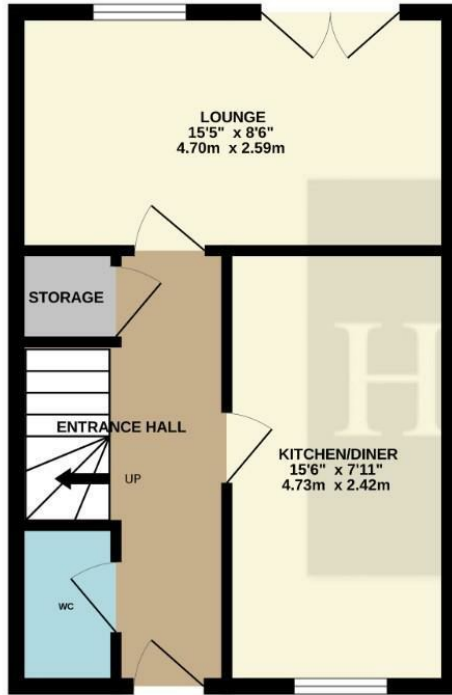 LOUNGE
15'5" x 8'6"
4.70m x 2.59m
STORAGE
ENTRANCE HALL
UP
KITCHEN/DINER
15'6" x 7'11"
4.73m x 2.42m
WC
H